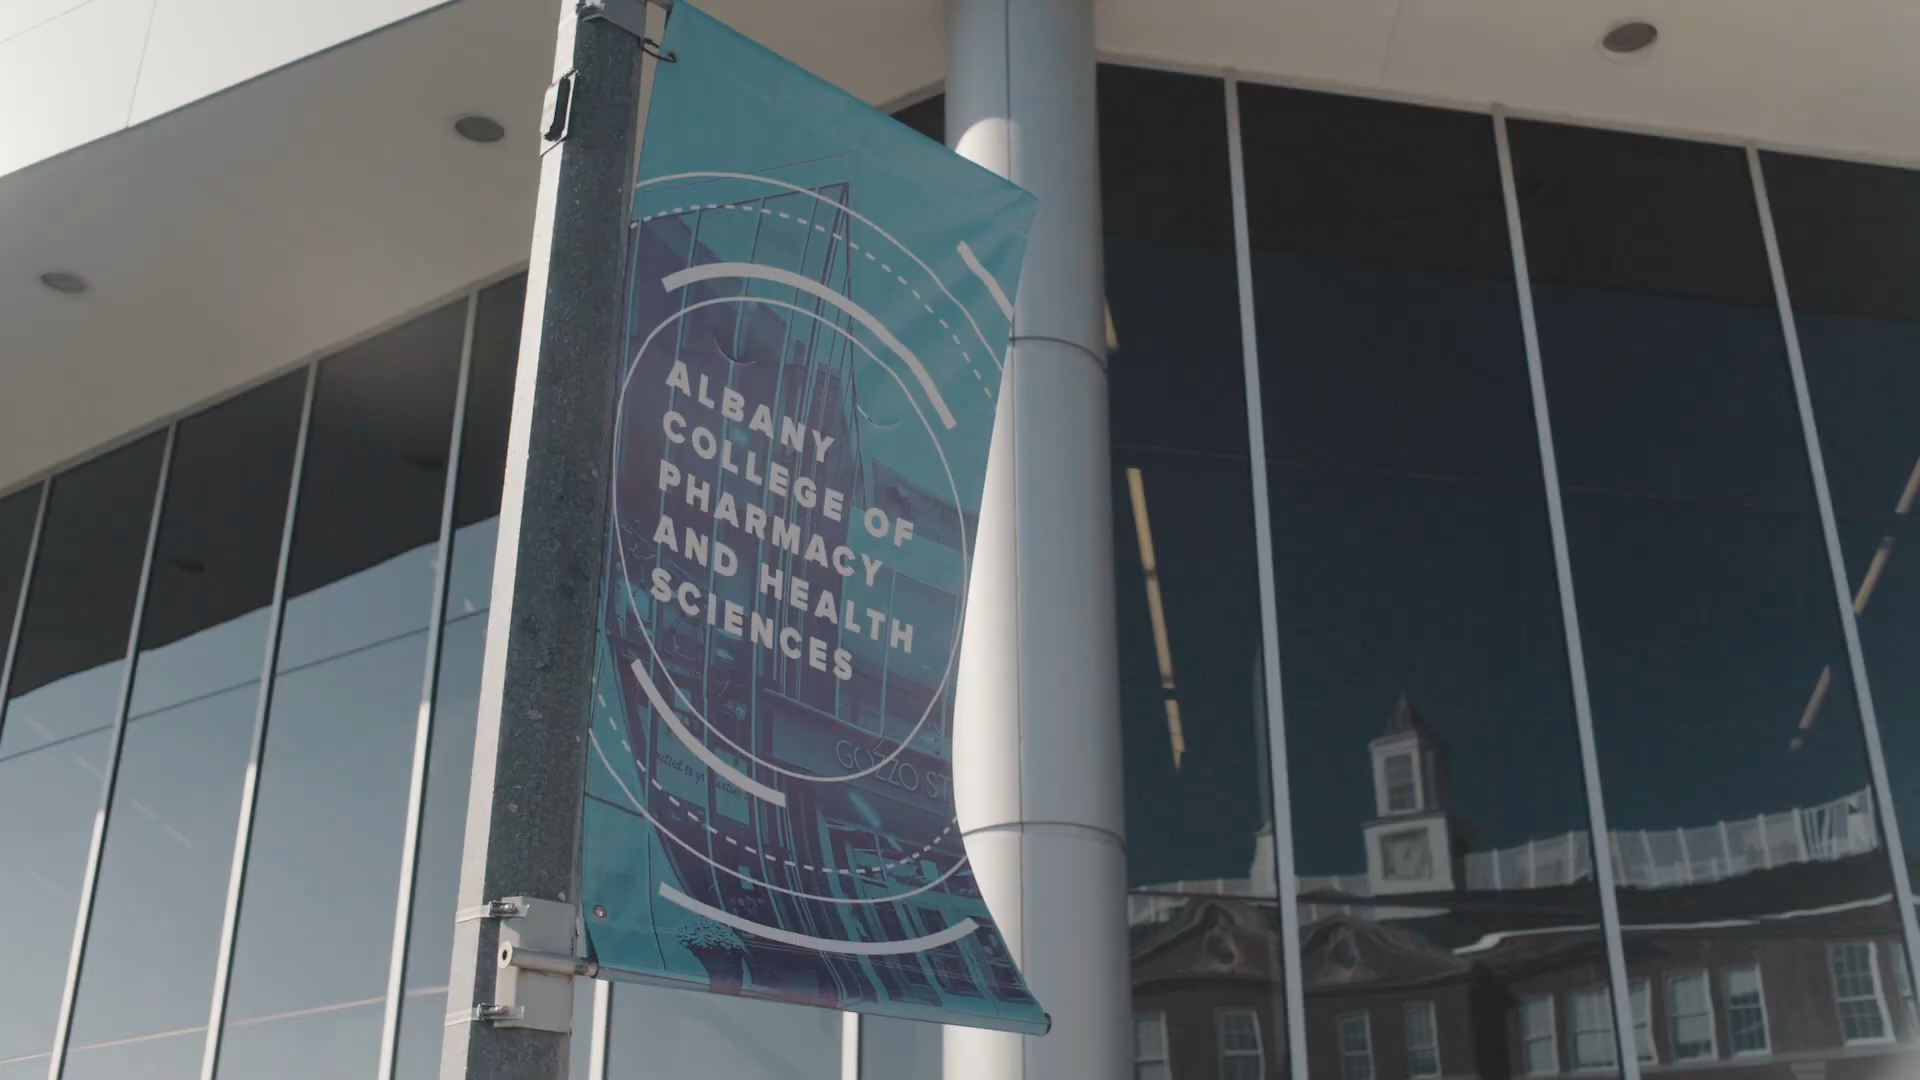 ALBANY
COLLEGE OF
PHARMACY
AND HEALTH
SCIENCES
GOZZO ST